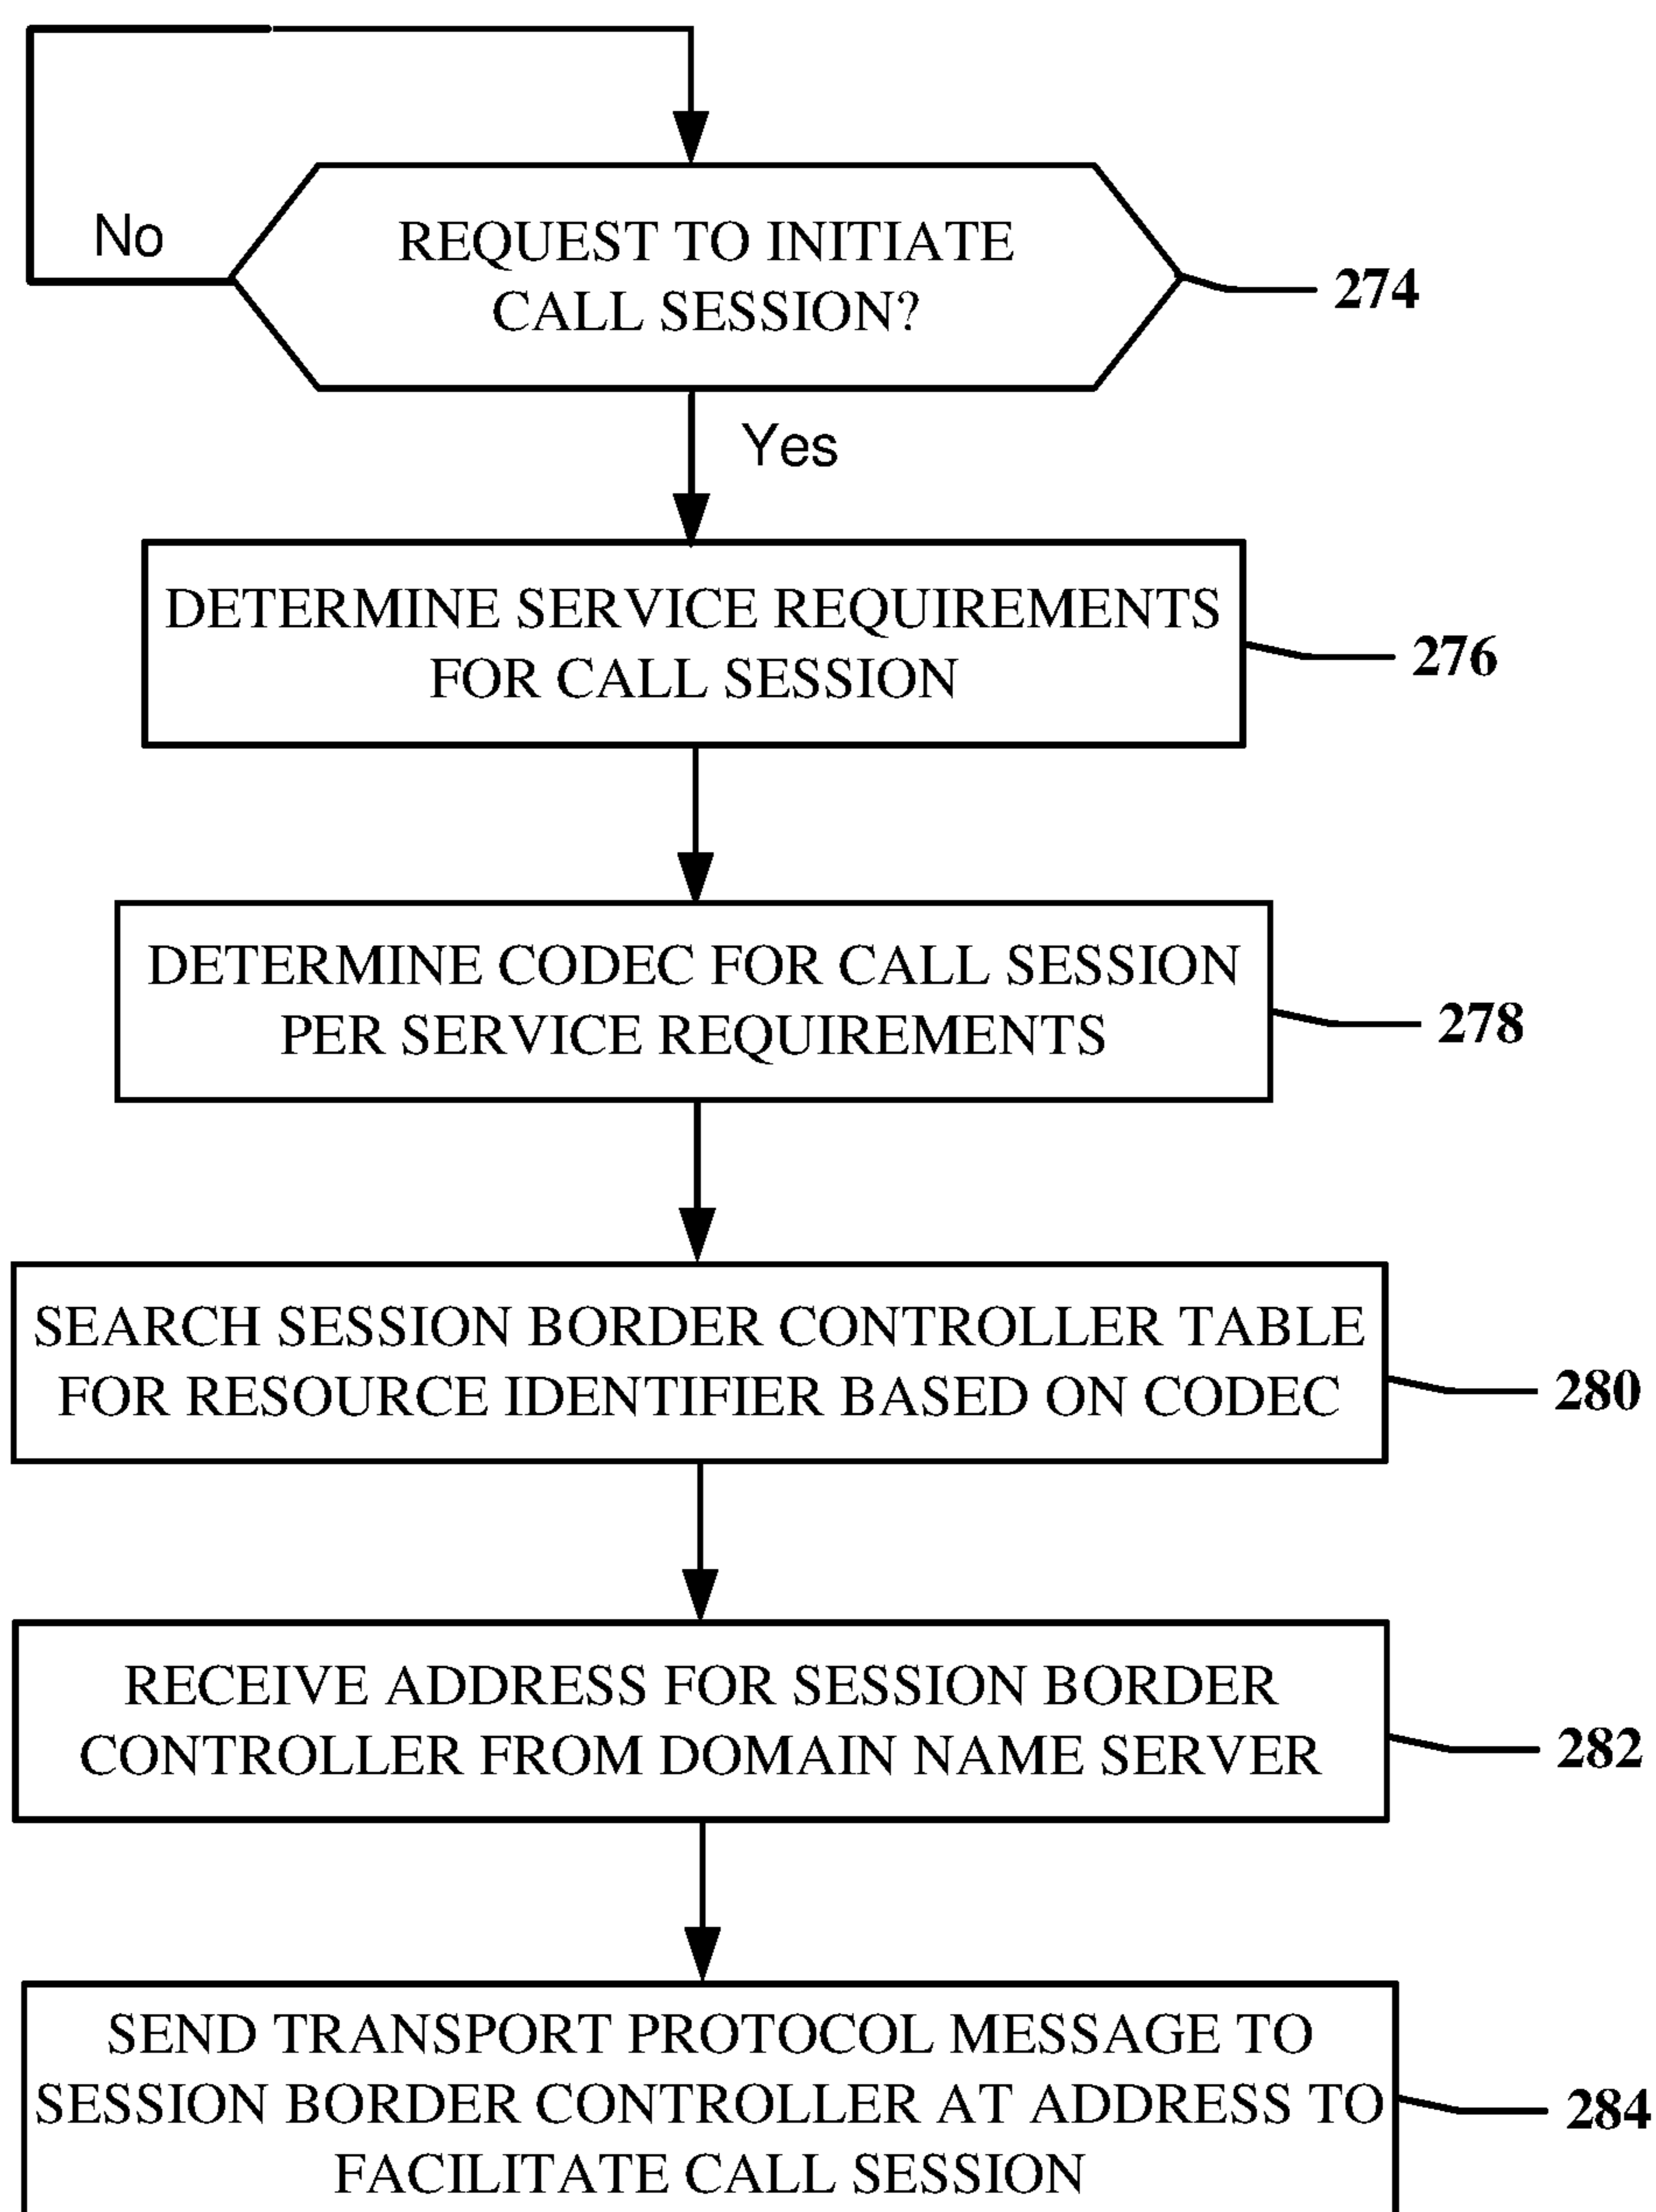 No
REQUEST TO INITIATE
CALL SESSION?
274
Yes
DETERMINE SERVICE REQUIREMENTS
FOR CALL SESSION
276
DETERMINE CODEC FOR CALL SESSION
PER SERVICE REQUIREMENTS
278
SEARCH SESSION BORDER CONTROLLER TABLE
FOR RESOURCE IDENTIFIER BASED ON CODEC
280
RECEIVE ADDRESS FOR SESSION BORDER
CONTROLLER FROM DOMAIN NAME SERVER
282
SEND TRANSPORT PROTOCOL MESSAGE TO
SESSION BORDER CONTROLLER AT ADDRESS TO
FACILITATE CALL SESSION
284